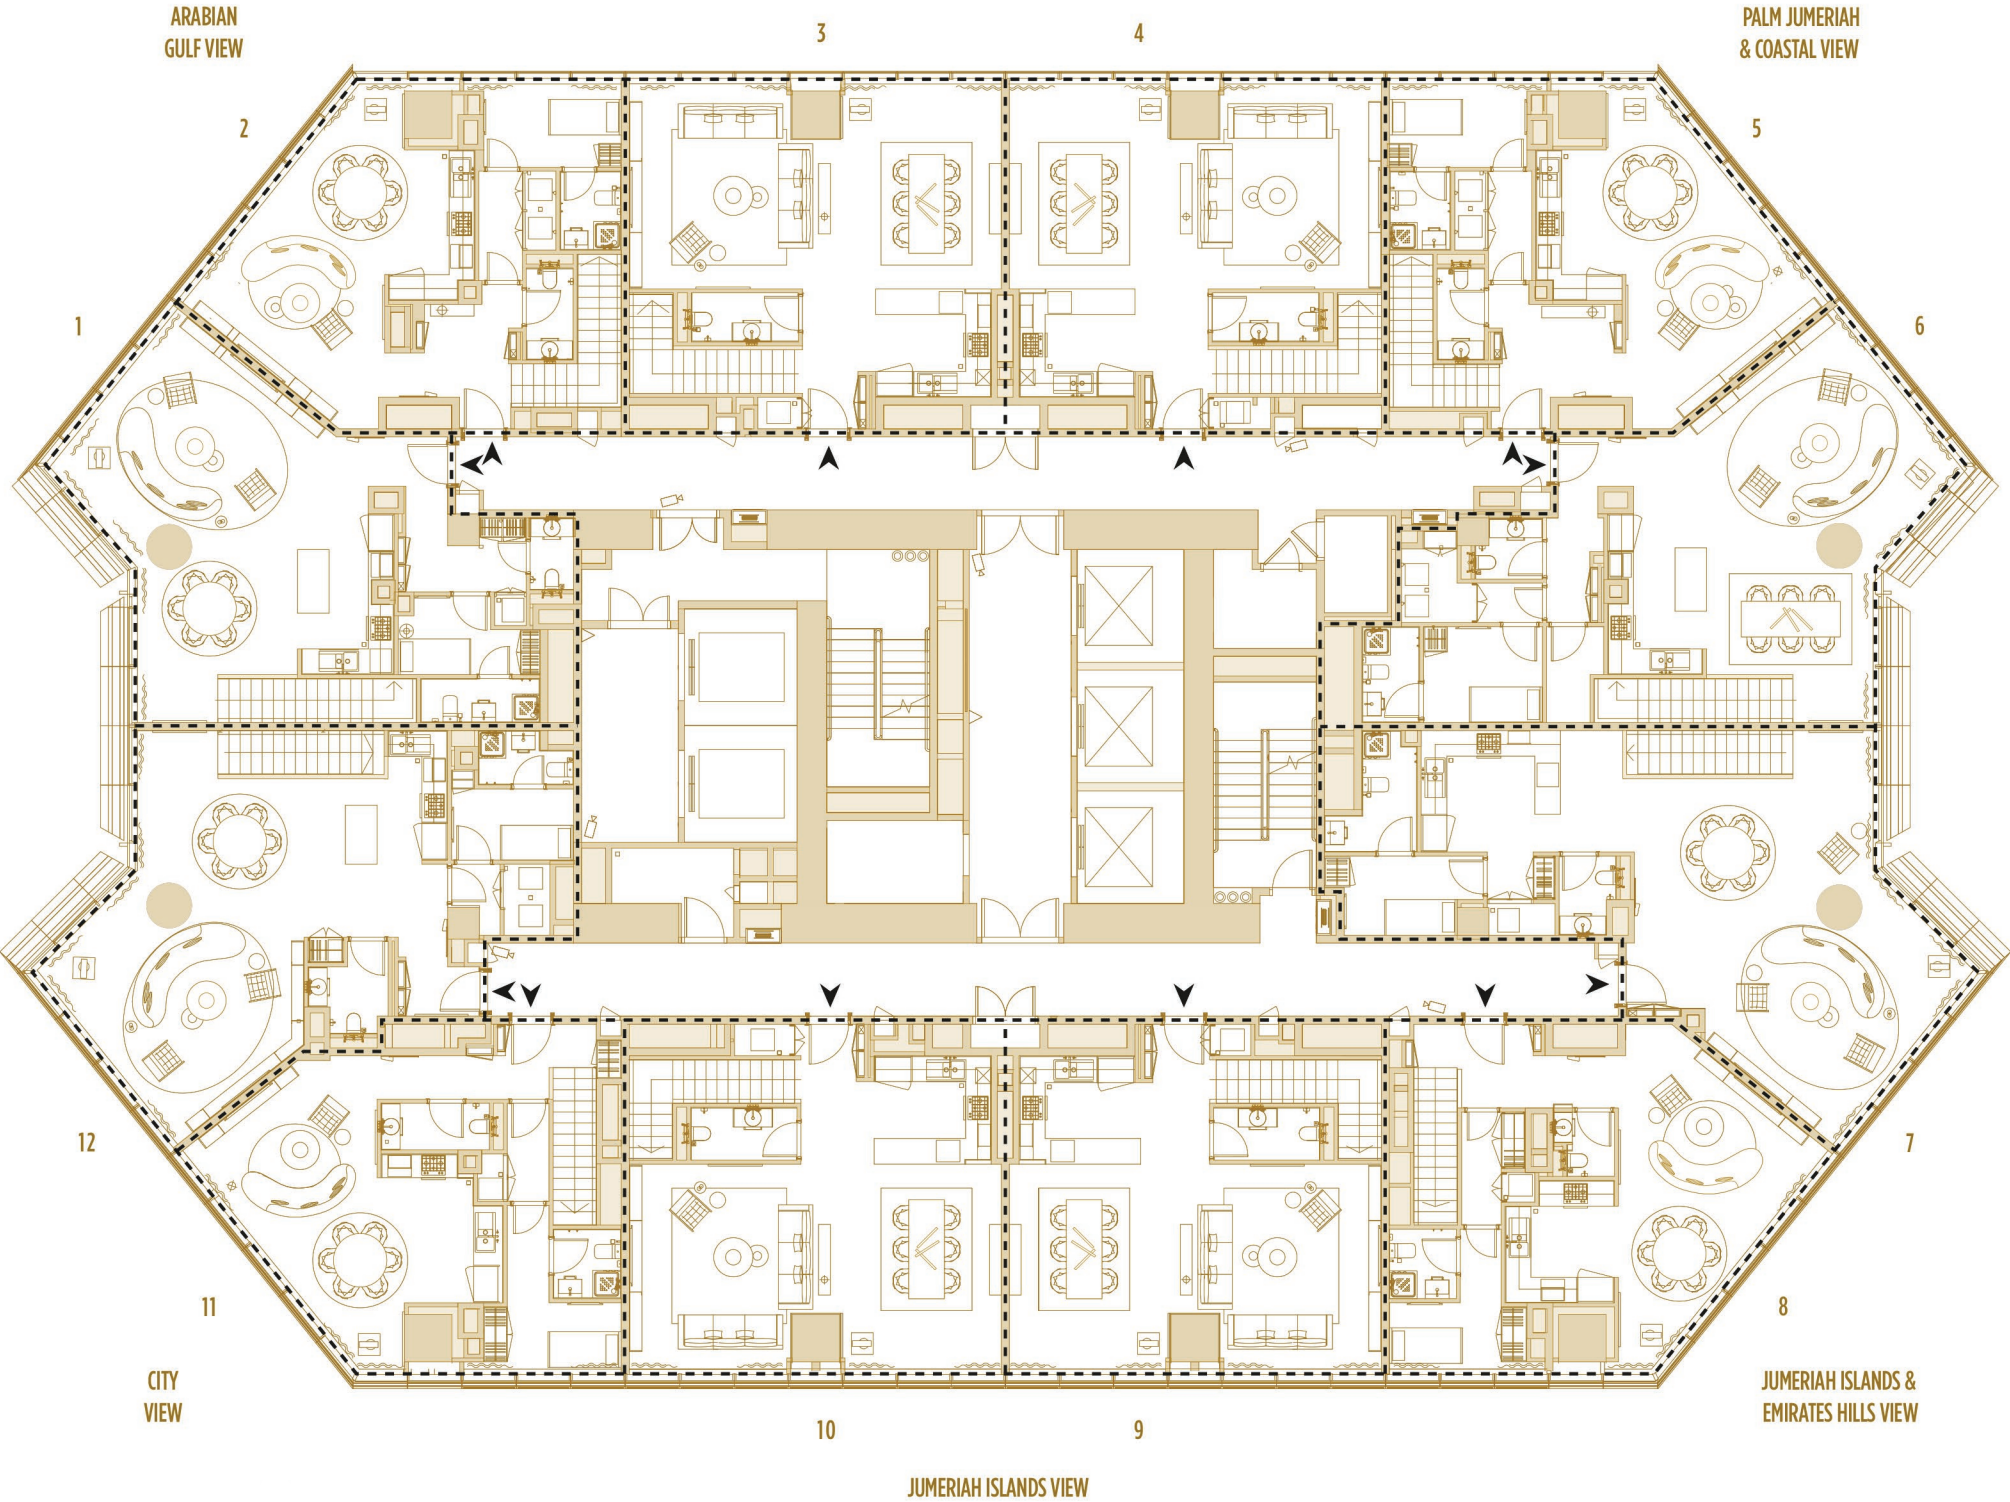 ARABIAN
GULF VIEW
3
4
PALM JUMERIAH
& COASTAL VIEW
2
5
1
6
12
7
11
8
CITY
VIEW
JUMERIAH ISLANDS &
EMIRATES HILLS VIEW
10
9
JUMERIAH ISLANDS VIEW